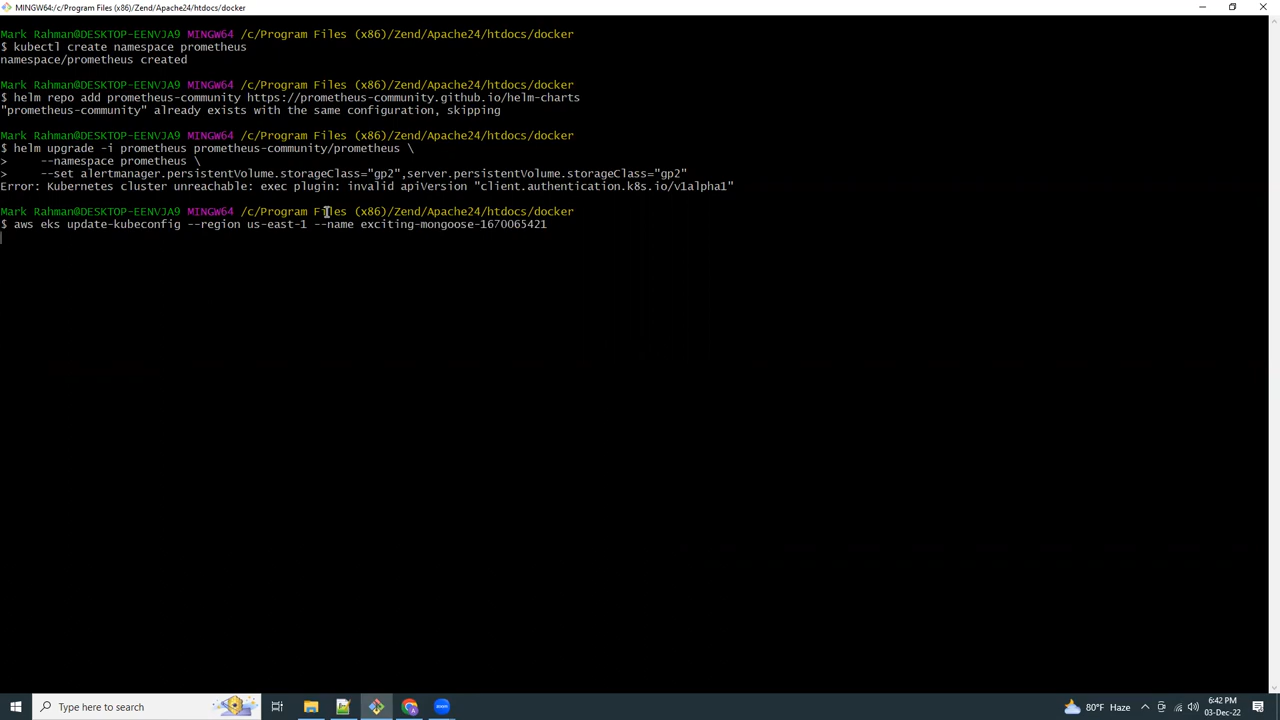 MINGW64:/c/Program Files (x86)/Zend/Apache24/htdocs/docker
Mark Rahman@DESKTOP-EENVJA9 MINGW64 /c/Program Files (x86)/Zend/Apache24/htdocs/docker
$ kubectl create namespace prometheus
namespace/prometheus created
Mark Rahman@DESKTOP-EENVJA9 MINGW64 /c/Program Files (x86)/Zend/Apache24/htdocs/docker
$ helm repo add prometheus-community https://prometheus-community.github.io/helm-charts
"prometheus-community" already exists with the same configuration, skipping
Mark Rahman@DESKTOP-EENVJA9 MINGW64 /c/Program Files (x86)/Zend/Apache24/htdocs/docker
$ helm upgrade -i prometheus prometheus-community/prometheus \
>     --namespace prometheus \
>     --set alertmanager.persistentVolume.storageClass="gp2",server.persistentVolume.storageClass="gp2"
Error: Kubernetes cluster unreachable: exec plugin: invalid apiVersion "client.authentication.k8s.io/v1alpha1"
Mark Rahman@DESKTOP-EENVJA9 MINGW64 /c/Program Files (x86)/Zend/Apache24/htdocs/docker
$ aws eks update-kubeconfig --region us-east-1 --name exciting-mongoose-1670065421
Type here to search
zoom
80°F Haze
6:42 PM
03-Dec-22